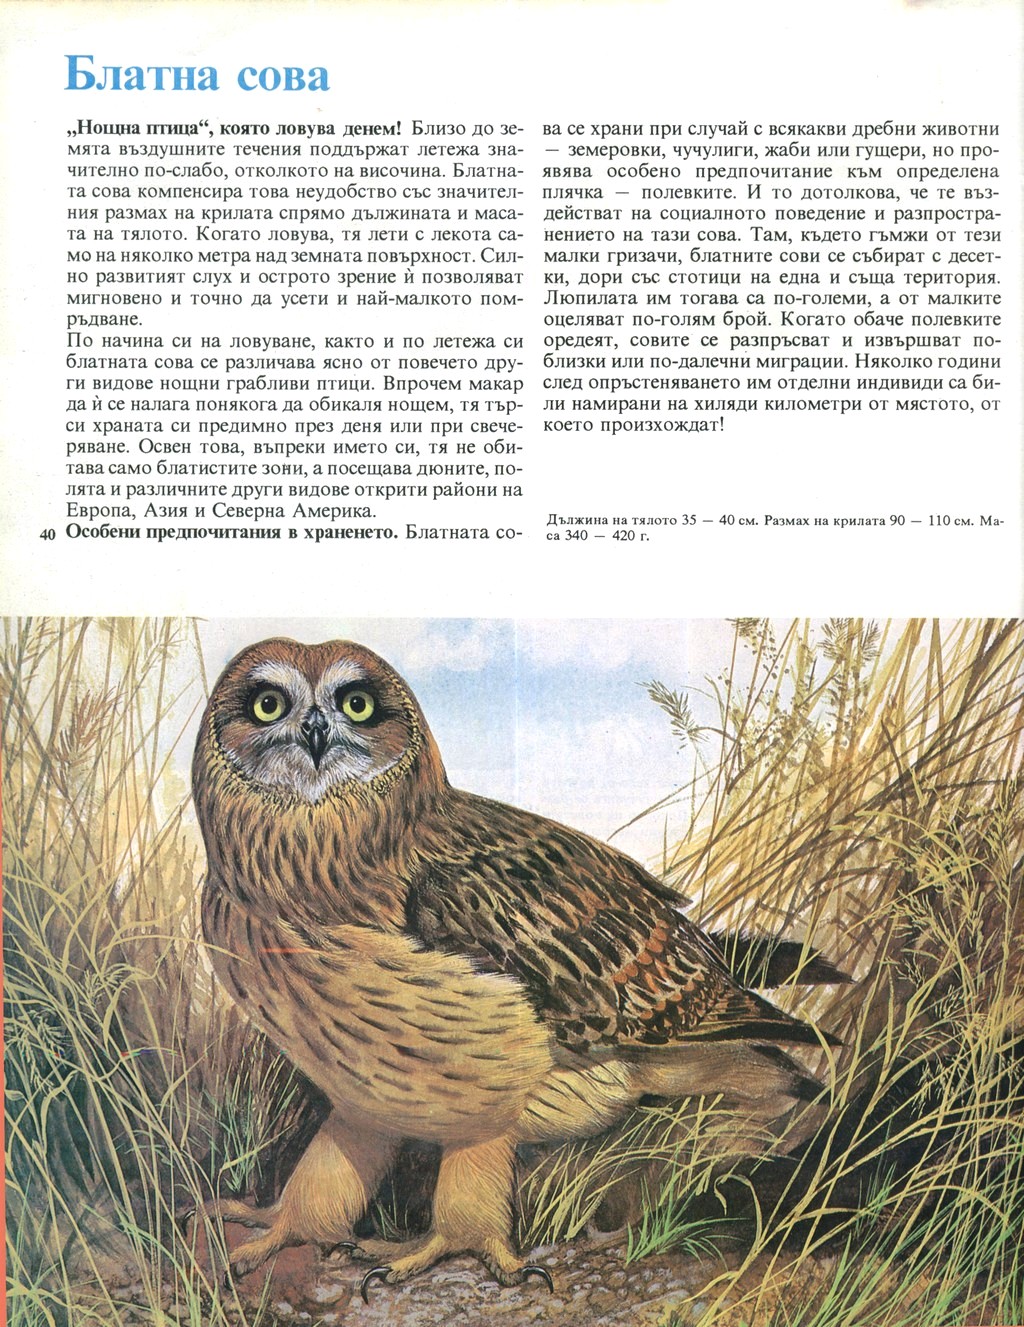 Блатна сова
„Нощна птица“, която ловува денем! Близо до зе-
мята въздушните течения поддържат летежа зна-
чително по-слабо, отколкото на височина. Блатна-
та сова компенсира това неудобство със значител-
ния размах на крилата спрямо дължината и маса-
та на тялото. Когато ловува, тя лети с лекота са-
мо на няколко метра над земната повърхност. Сил-
но развитият слух и острото зрение ѝ позволяват
мигновено и точно да усети и най-малкото пом-
ръдване.
По начина си на ловуване, както и по летежа си
блатната сова се различава ясно от повечето дру-
ги видове нощни грабливи птици. Впрочем макар
да ѝ се налага понякога да обикаля нощем, тя тър-
си храната си предимно през деня или при свече-
ряване. Освен това, въпреки името си, тя не оби-
тава само блатистите зони, а посещава дюните, по-
лята и различните други видове открити райони на
Европа, Азия и Северна Америка.
Особени предпочитания в храненето. Блатната со-
40
ва се храни при случай с всякакви дребни животни
— земеровки, чучулиги, жаби или гущери, но про-
явява особено предпочитание към определена
плячка — полевките. И то дотолкова, че те въз-
действат на социалното поведение и разпростра-
нението на тази сова. Там, където гъмжи от тези
малки гризачи, блатните сови се събират с десет-
ки, дори със стотици на една и съща територия.
Люпилата им тогава са по-големи, а от малките
оцеляват по-голям брой. Когато обаче полевките
оредеят, совите се разпръсват и извършват по-
близки или по-далечни миграции. Няколко години
след опръстеняването им отделни индивиди са би-
ли намирани на хиляди километри от мястото, от
което произхождат!
Дължина на тялото 35 — 40 см. Размах на крилата 90 — 110 см. Ма-
са 340 — 420 г.